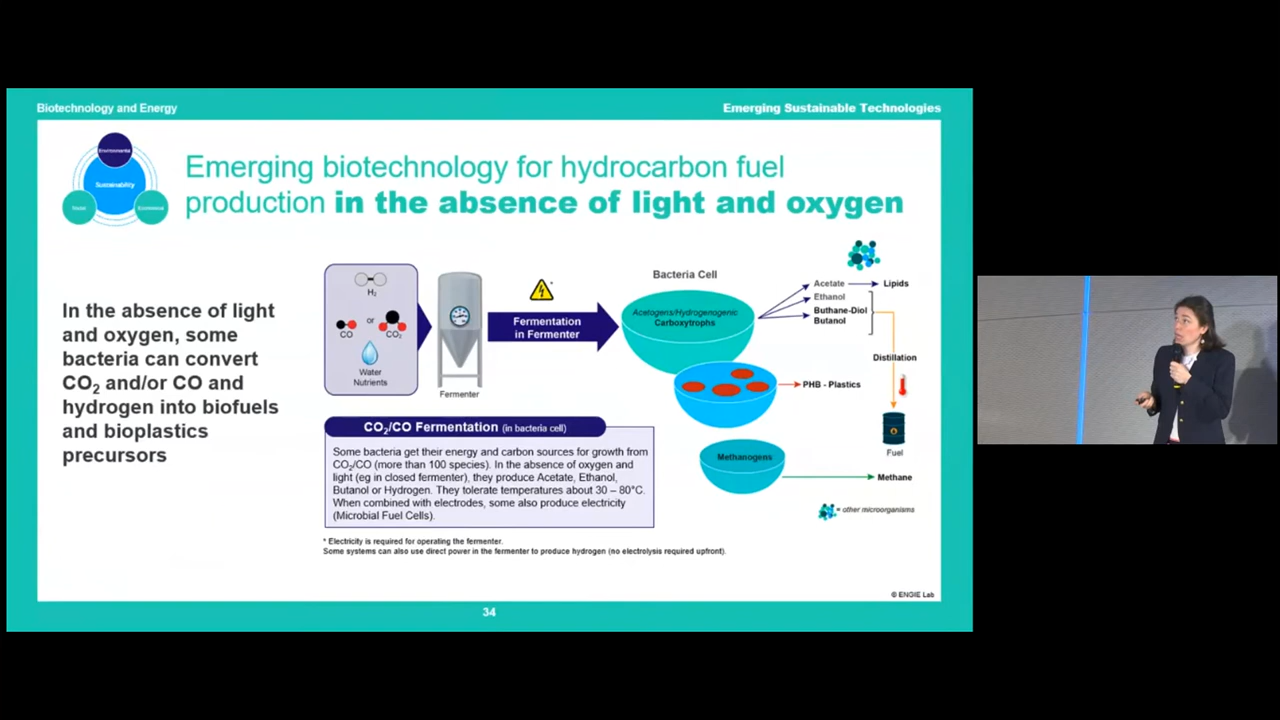 Biotechnology and Energy
Emerging Sustainable Technologies
Environmental
Sustainability
Social
Economical
Emerging biotechnology for hydrocarbon fuel
production in the absence of light and oxygen
In the absence of light
and oxygen, some
bacteria can convert
CO₂ and/or CO and
hydrogen into biofuels
and bioplastics
precursors
H₂
or
CO
CO₂
Water
Nutrients
Fermenter
*
Fermentation
in Fermenter
Bacteria Cell
Acetogens/Hydrogenogenic
Carboxytrophs
Acetate
Lipids
Ethanol
Buthane-Diol
Butanol
Distillation
PHB - Plastics
Fuel
Methanogens
Methane
= other microorganisms
CO₂/CO Fermentation (in bacteria cell)
Some bacteria get their energy and carbon sources for growth from
CO₂/CO (more than 100 species). In the absence of oxygen and
light (eg in closed fermenter), they produce Acetate, Ethanol,
Butanol or Hydrogen. They tolerate temperatures about 30 – 80°C.
When combined with electrodes, some also produce electricity
(Microbial Fuel Cells).
* Electricity is required for operating the fermenter.
Some systems can also use direct power in the fermenter to produce hydrogen (no electrolysis required upfront).
© ENGIE Lab
34